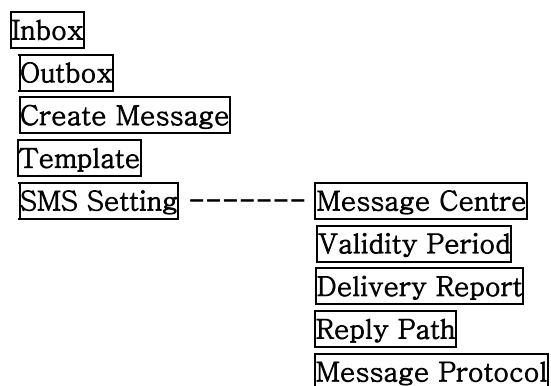 Inbox
Outbox
Create Message
Template
SMS Setting ------- Message Centre
Validity Period
Delivery Report
Reply Path
Message Protocol